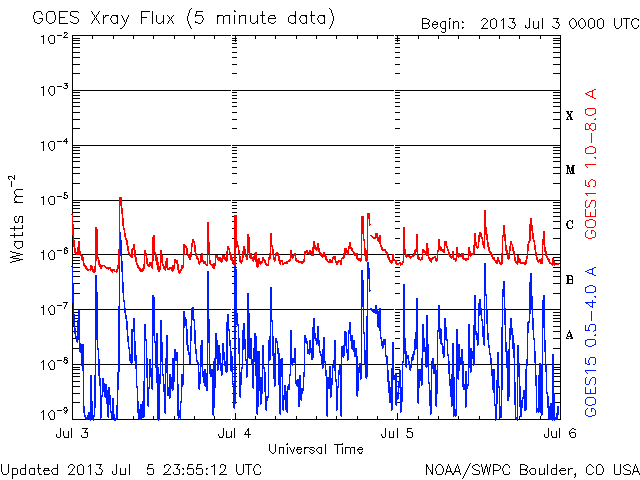 GOES Xray Flux (5 minute data)
Begin: 2013 Jul 3 0000 UTC
10-2
10-3
10-4
10-5
10-6
10-7
10-8
10-9
Watts m-2
X
M
C
B
A
GOES15 1.0-8.0 A
GOES15 0.5-4.0 A
Jul 3
Jul 4
Jul 5
Jul 6
Universal Time
Updated 2013 Jul 5 23:55:12 UTC
NOAA/SWPC Boulder, CO USA